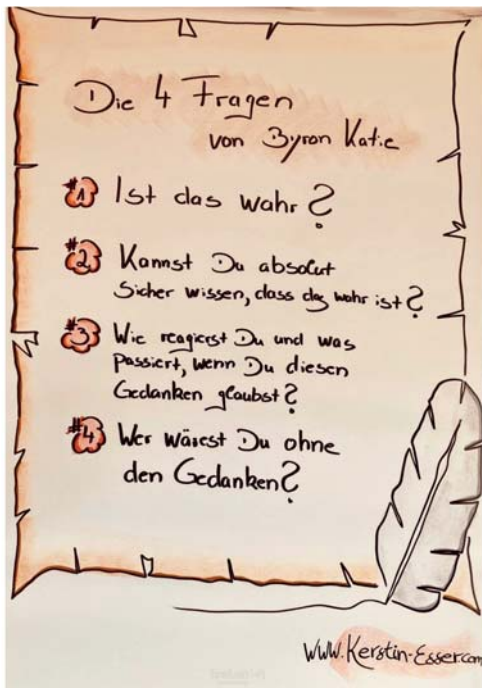 Die 4 Fragen
von Byron Katie
#1 Ist das wahr?
#2 Kannst Du absolut
Sicher wissen, dass das wahr ist?
#3 Wie reagierst Du und was
Passiert, wenn Du diesen
Gedanken glaubst?
#4 Wer wärest Du ohne
den Gedanken?
www.Kerstin-Esser.com